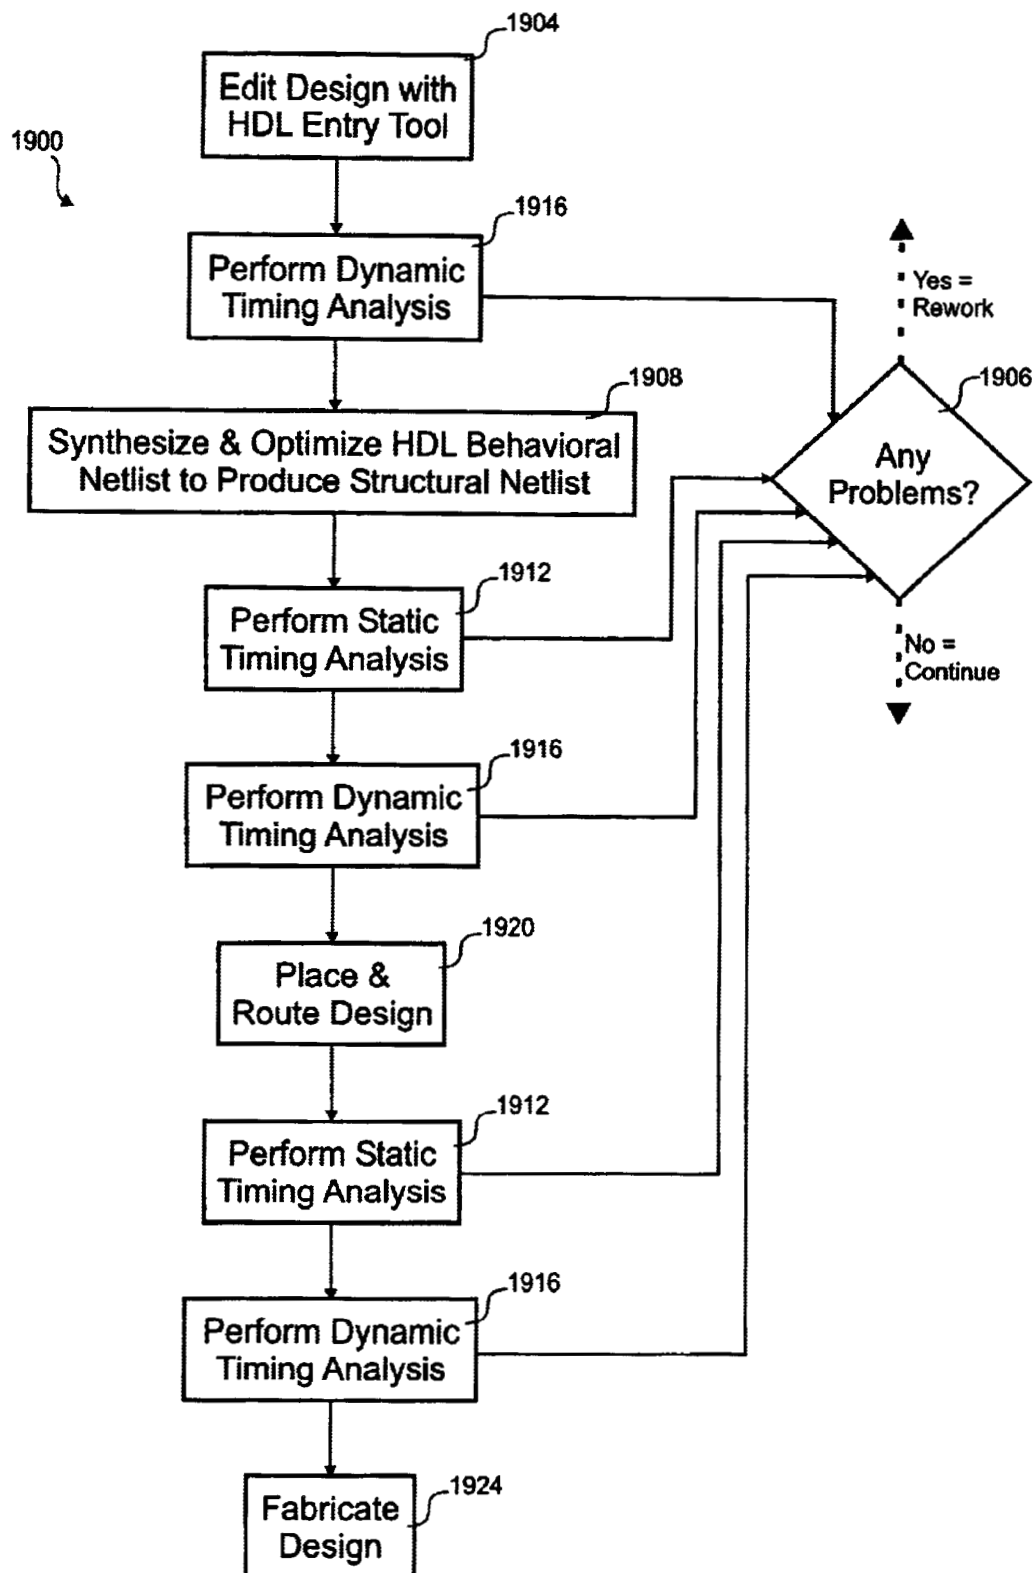 1904
Edit Design with
HDL Entry Tool
1900
1916
Perform Dynamic
Timing Analysis
Yes =
Rework
1908
Synthesize & Optimize HDL Behavioral
Netlist to Produce Structural Netlist
1906
Any
Problems?
1912
Perform Static
Timing Analysis
No =
Continue
1916
Perform Dynamic
Timing Analysis
1920
Place &
Route Design
1912
Perform Static
Timing Analysis
1916
Perform Dynamic
Timing Analysis
1924
Fabricate
Design